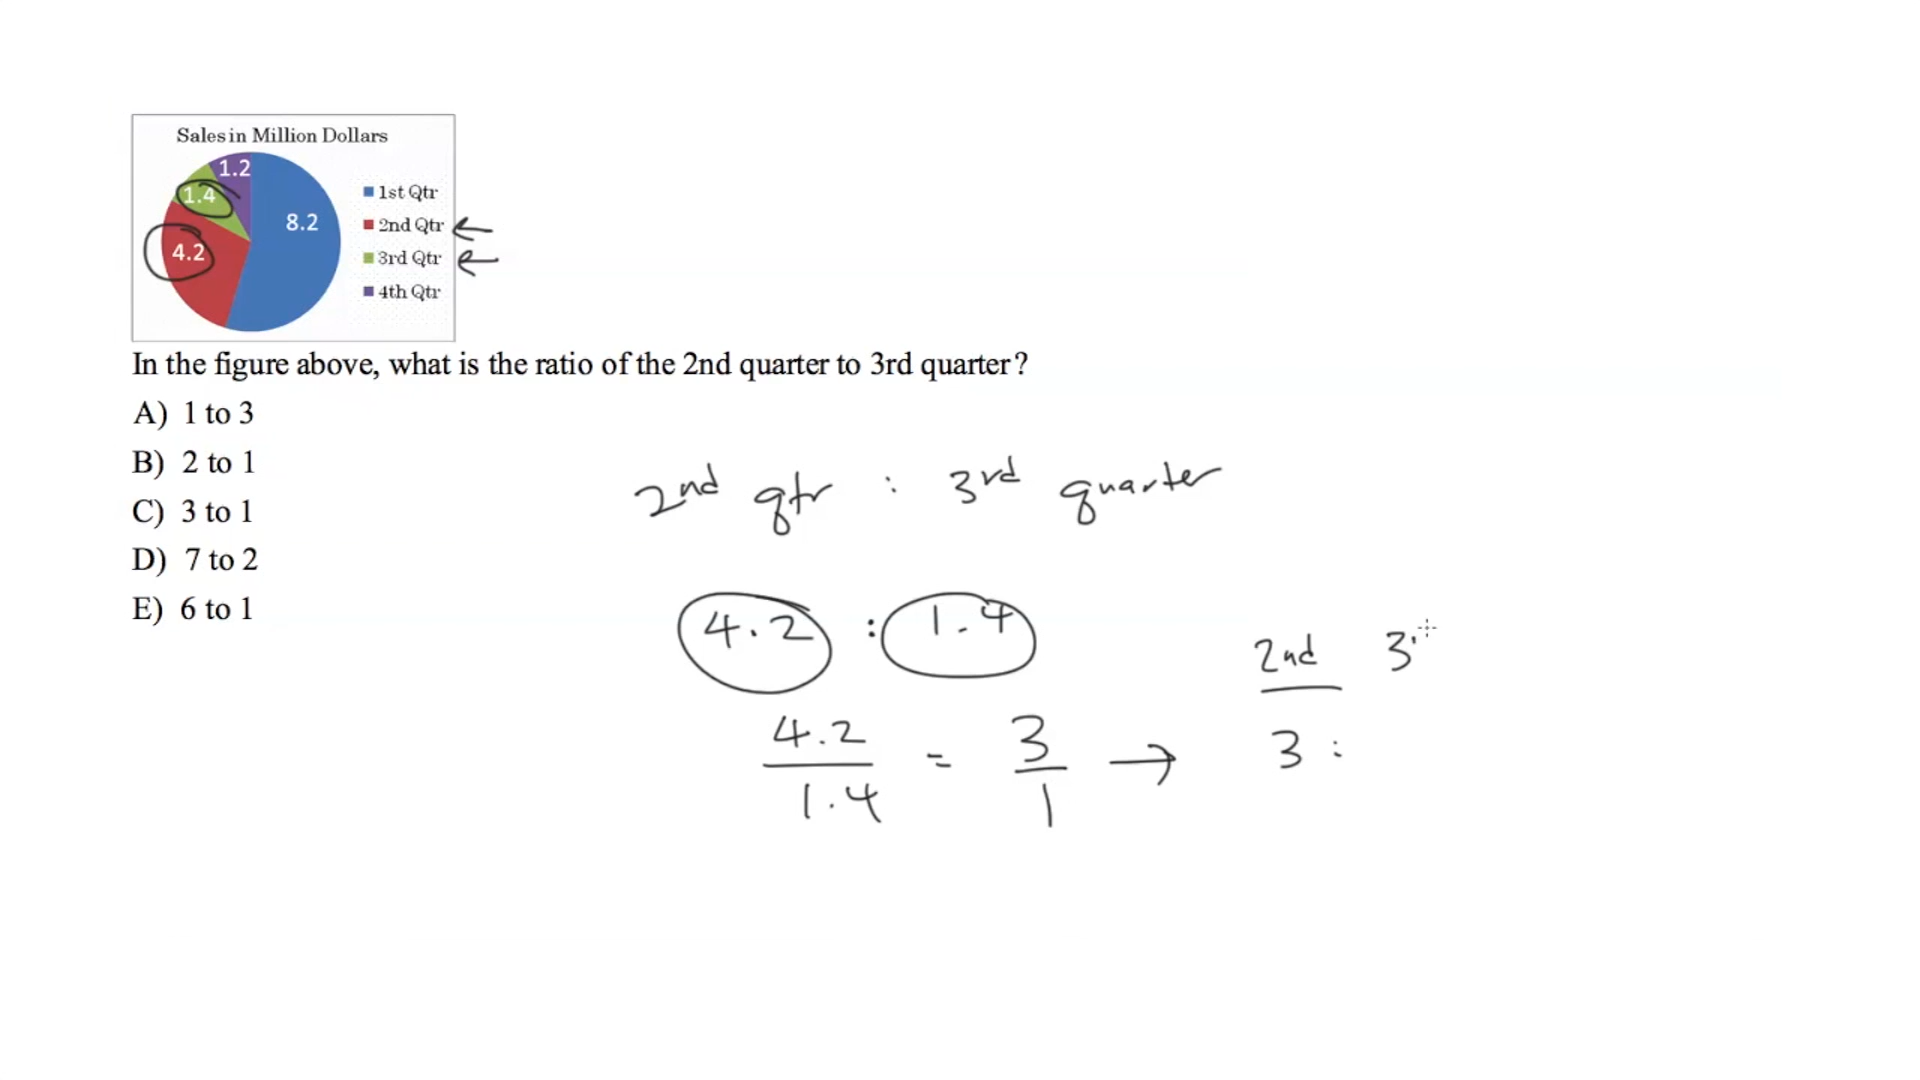 Sales in Million Dollars
1.2
1.4
8.2
4.2
1st Qtr
2nd Qtr
3rd Qtr
4th Qtr
In the figure above, what is the ratio of the 2nd quarter to 3rd quarter?
A) 1 to 3
B) 2 to 1
C) 3 to 1
D) 7 to 2
E) 6 to 1
2nd qtr : 3rd quarter
4.2 : 1.4
4.2
1.4
=
3
1
→
2nd 3
3 :